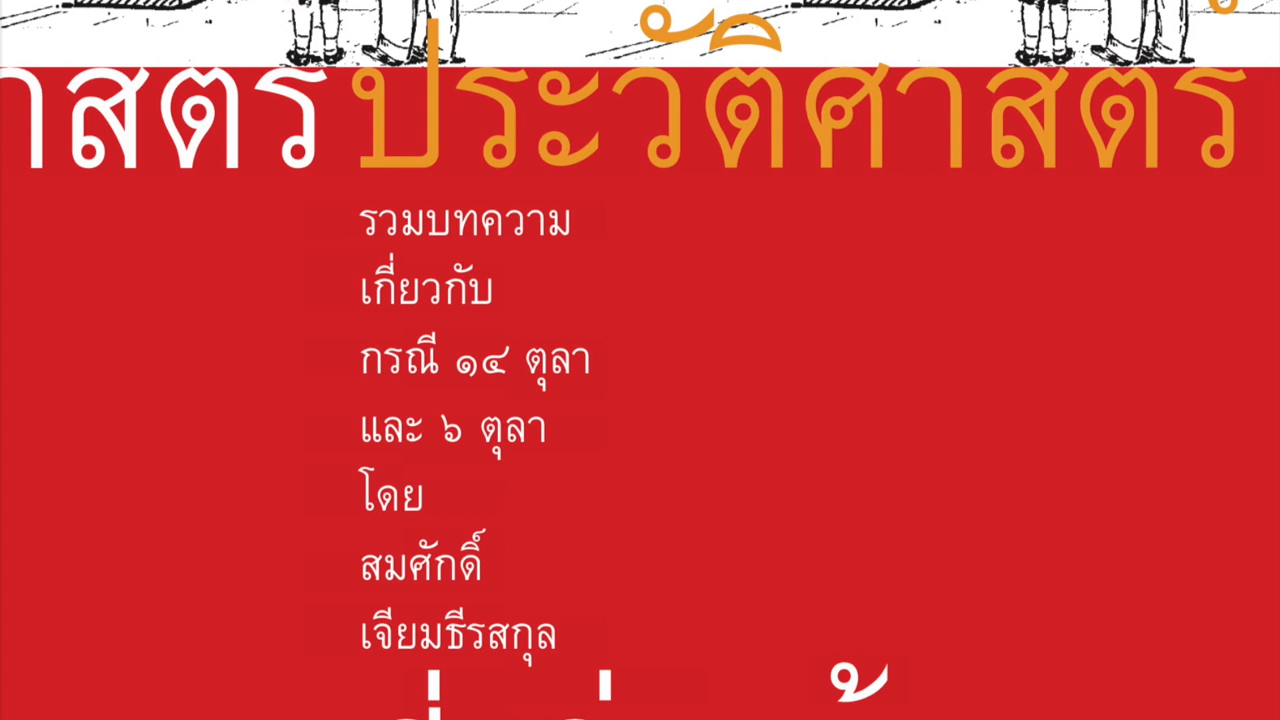 าสตร ประวัติศาสตร์
รวมบทความ
เกี่ยวกับ
กรณี ๑๔ ตุลา
และ ๖ ตุลา
โดย
สมศักดิ์
เจียมธีรสกุล